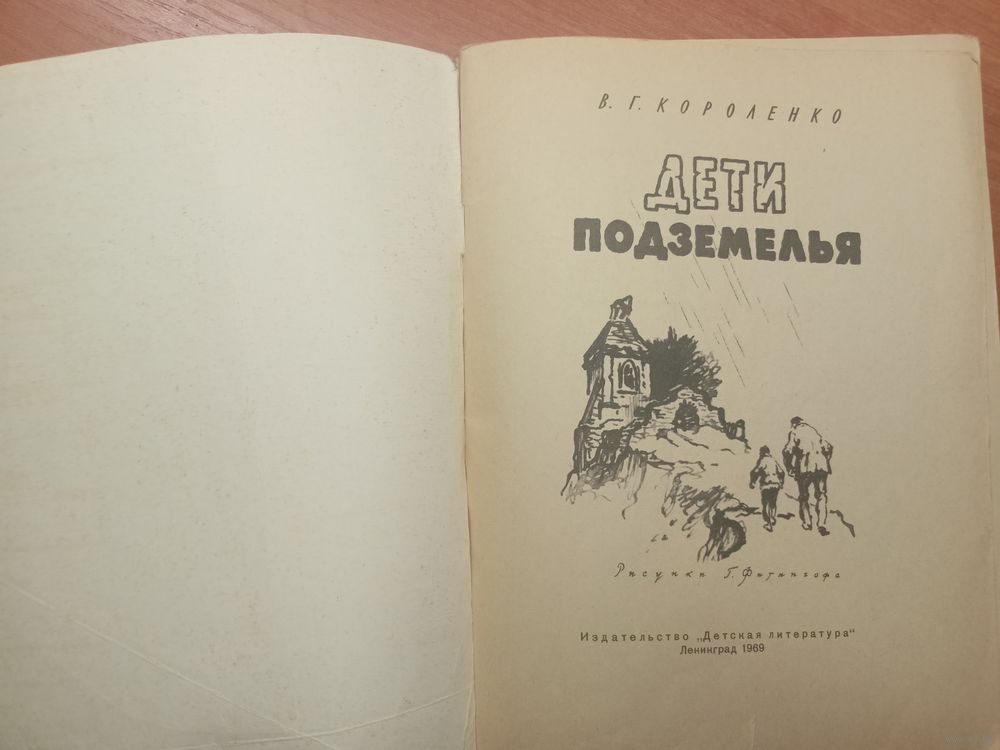 В. Г. КОРОЛЕНКО
ДЕТИ
ПОДЗЕМЕЛЬЯ
Рисунки Г. Фитингофа
Издательство „Детская литература"
Ленинград 1969